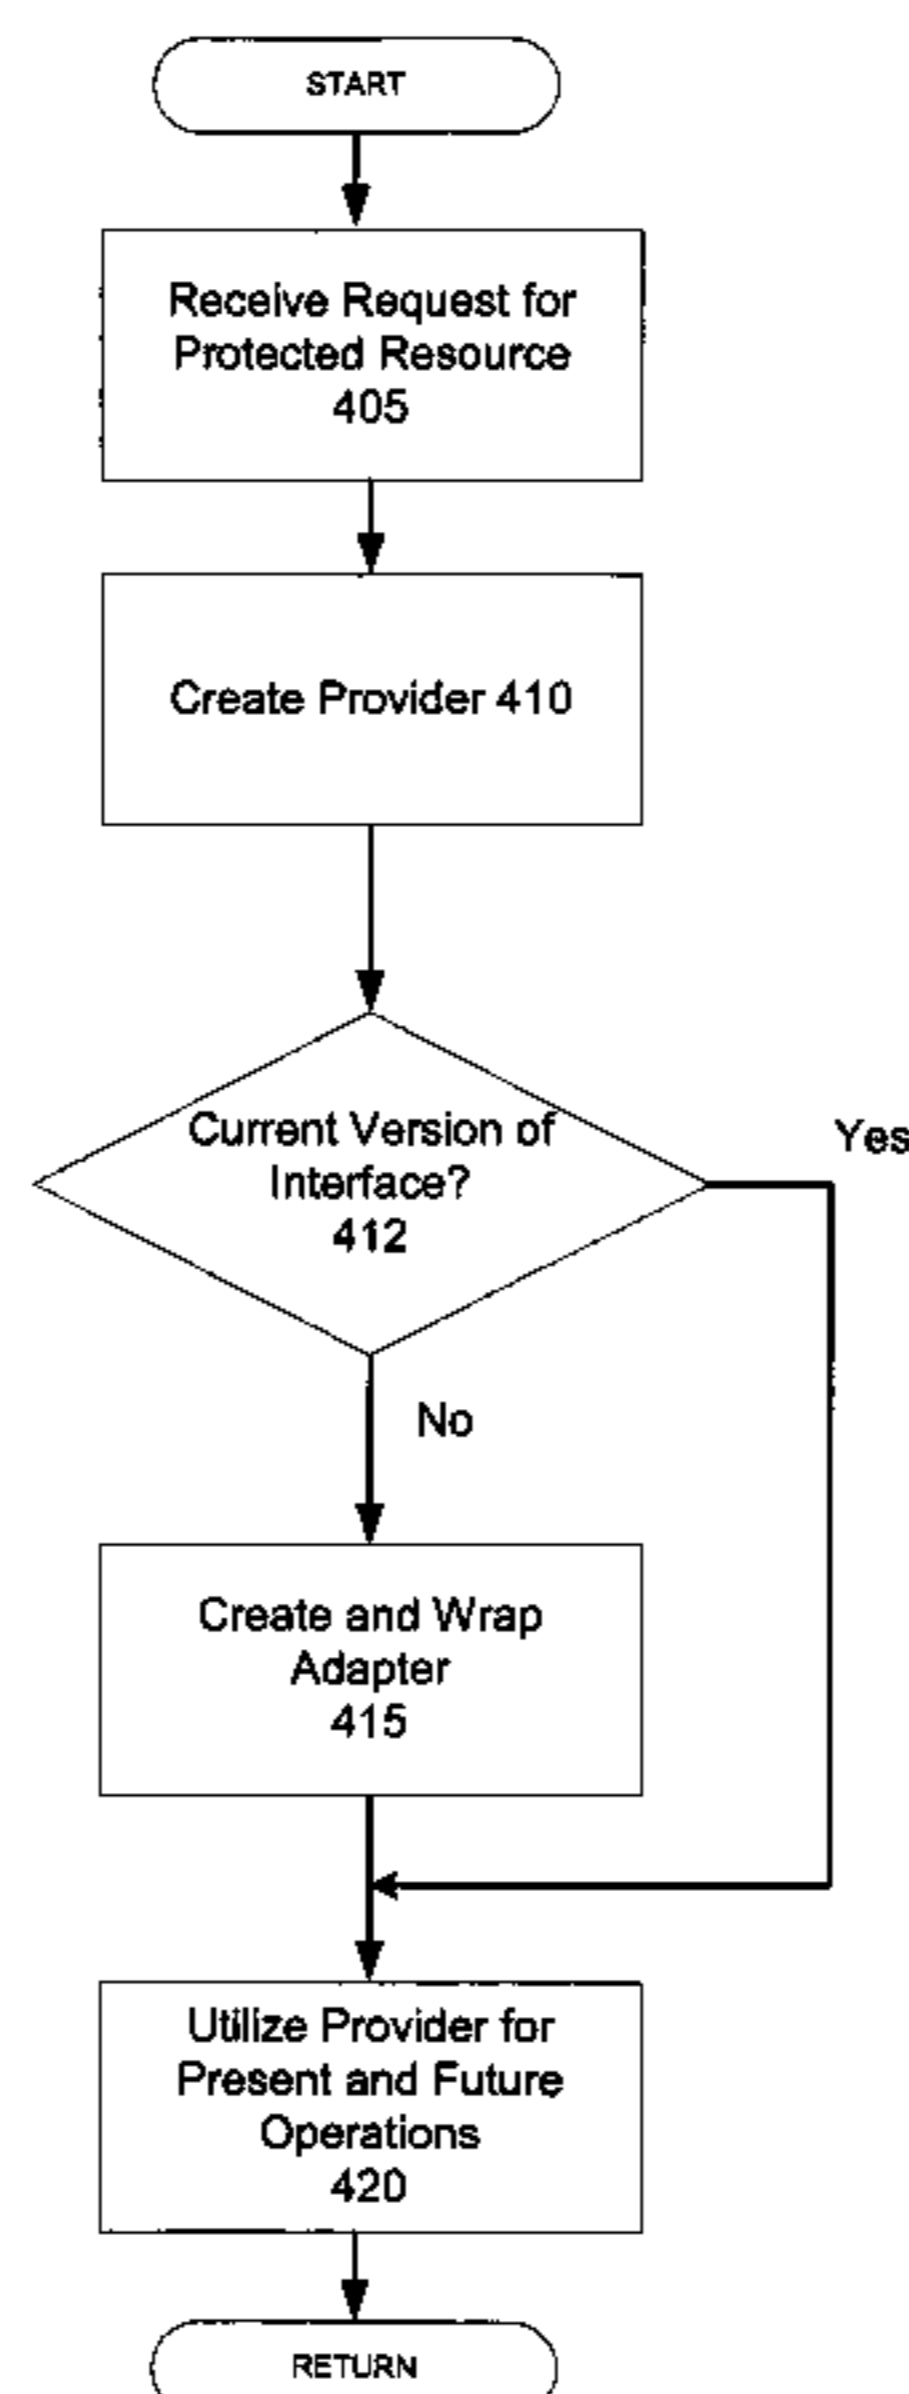 START
Receive Request for
Protected Resource
405
Create Provider 410
Current Version of
Interface?
412
Yes
No
Create and Wrap
Adapter
415
Utilize Provider for
Present and Future
Operations
420
RETURN